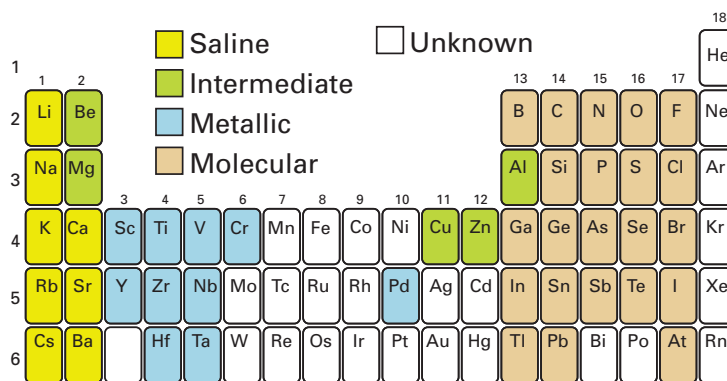 18
Saline Unknown
Intermediate
Metallic
Molecular
1 He
1 2 13 14 15 16 17
2 Li Be B C N O F Ne
3 Na Mg Al Si P S Cl Ar
3 4 5 6 7 8 9 10 11 12
4 K Ca Sc Ti V Cr Mn Fe Co Ni Cu Zn Ga Ge As Se Br Kr
5 Rb Sr Y Zr Nb Mo Tc Ru Rh Pd Ag Cd In Sn Sb Te I Xe
6 Cs Ba Hf Ta W Re Os Ir Pt Au Hg Tl Pb Bi Po At Rn